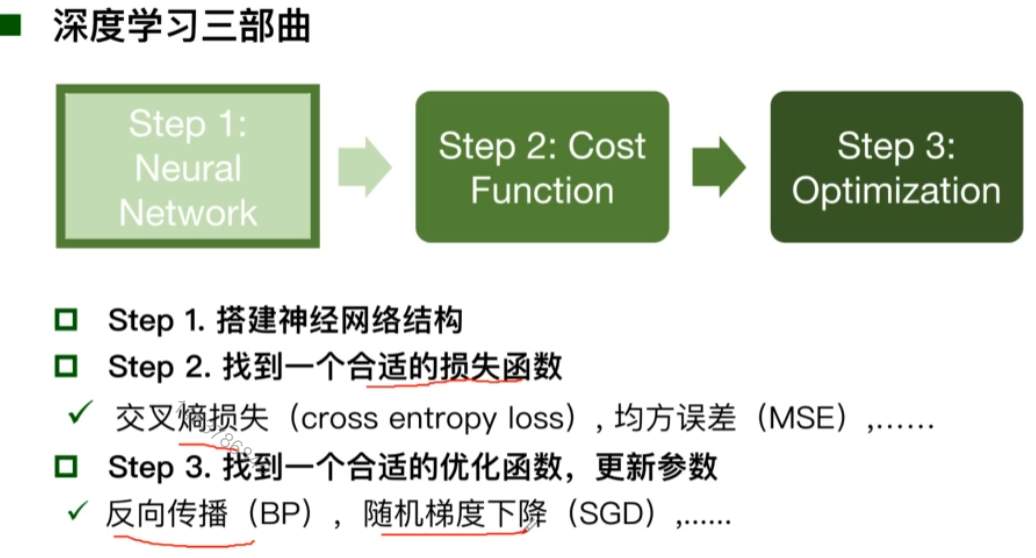 深度学习三部曲
Step 1:
Neural
Network
Step 2: Cost
Function
Step 3:
Optimization
Step 1. 搭建神经网络结构
Step 2. 找到一个合适的损失函数
交叉熵损失（cross entropy loss）, 均方误差（MSE）,……
Step 3. 找到一个合适的优化函数，更新参数
反向传播（BP）, 随机梯度下降（SGD）,......